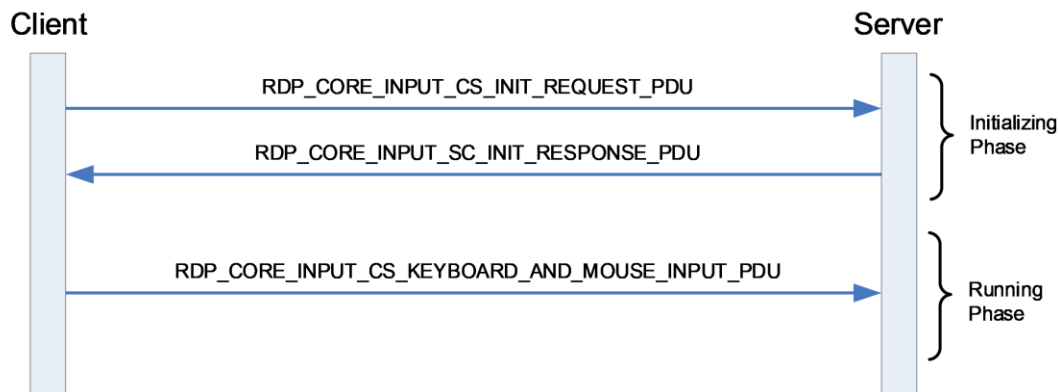 Client
Server
RDP_CORE_INPUT_CS_INIT_REQUEST_PDU
RDP_CORE_INPUT_SC_INIT_RESPONSE_PDU
Initializing
Phase
RDP_CORE_INPUT_CS_KEYBOARD_AND_MOUSE_INPUT_PDU
Running
Phase